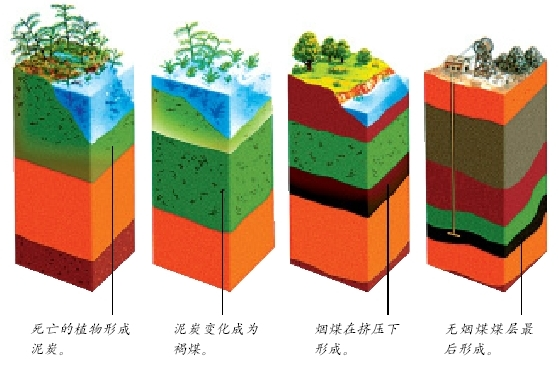 死亡的植物形成
泥炭。
泥炭变化成为
褐煤。
烟煤在挤压下
形成。
无烟煤煤层最
后形成。